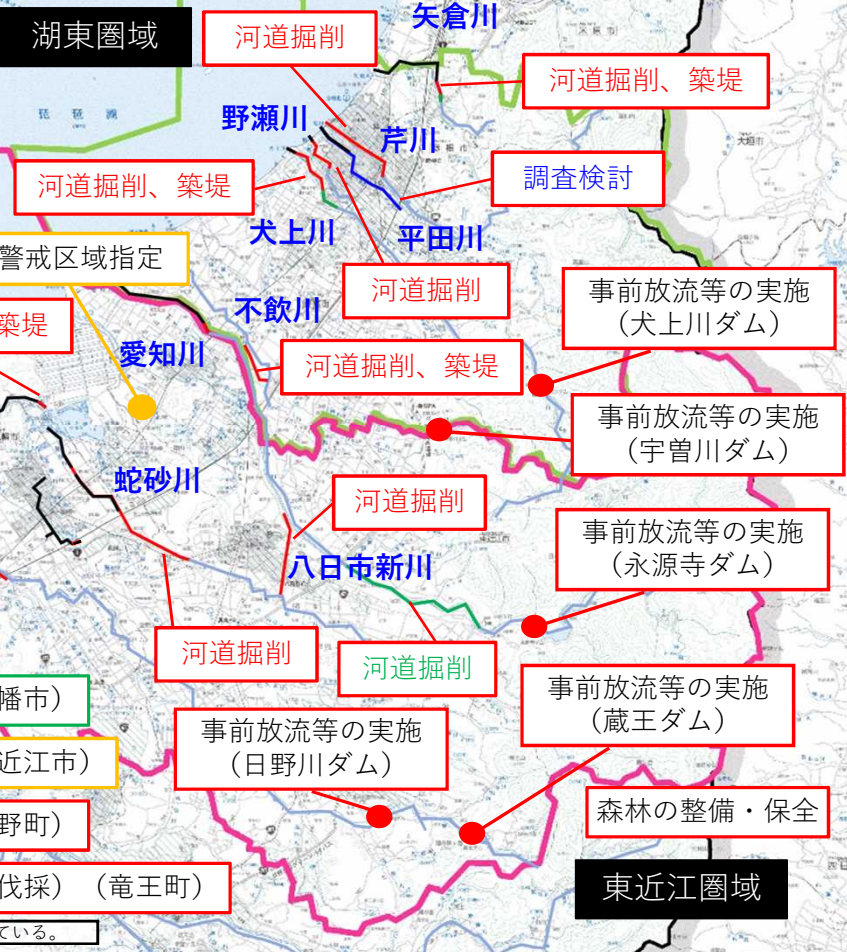 矢倉川
湖東圏域
河道掘削
河道掘削、築堤
琵琶湖
野瀬川
芹川
大垣市
河道掘削、築堤
調査検討
犬上川
平田川
警戒区域指定
河道掘削
事前放流等の実施
（犬上川ダム）
不飲川
築堤
愛知川
河道掘削、築堤
事前放流等の実施
（宇曽川ダム）
蛇砂川
河道掘削
事前放流等の実施
（永源寺ダム）
八日市新川
河道掘削
河道掘削
幡市）
事前放流等の実施
（蔵王ダム）
事前放流等の実施
（日野川ダム）
近江市）
野町）
森林の整備・保全
伐採）（竜王町）
東近江圏域
ている。